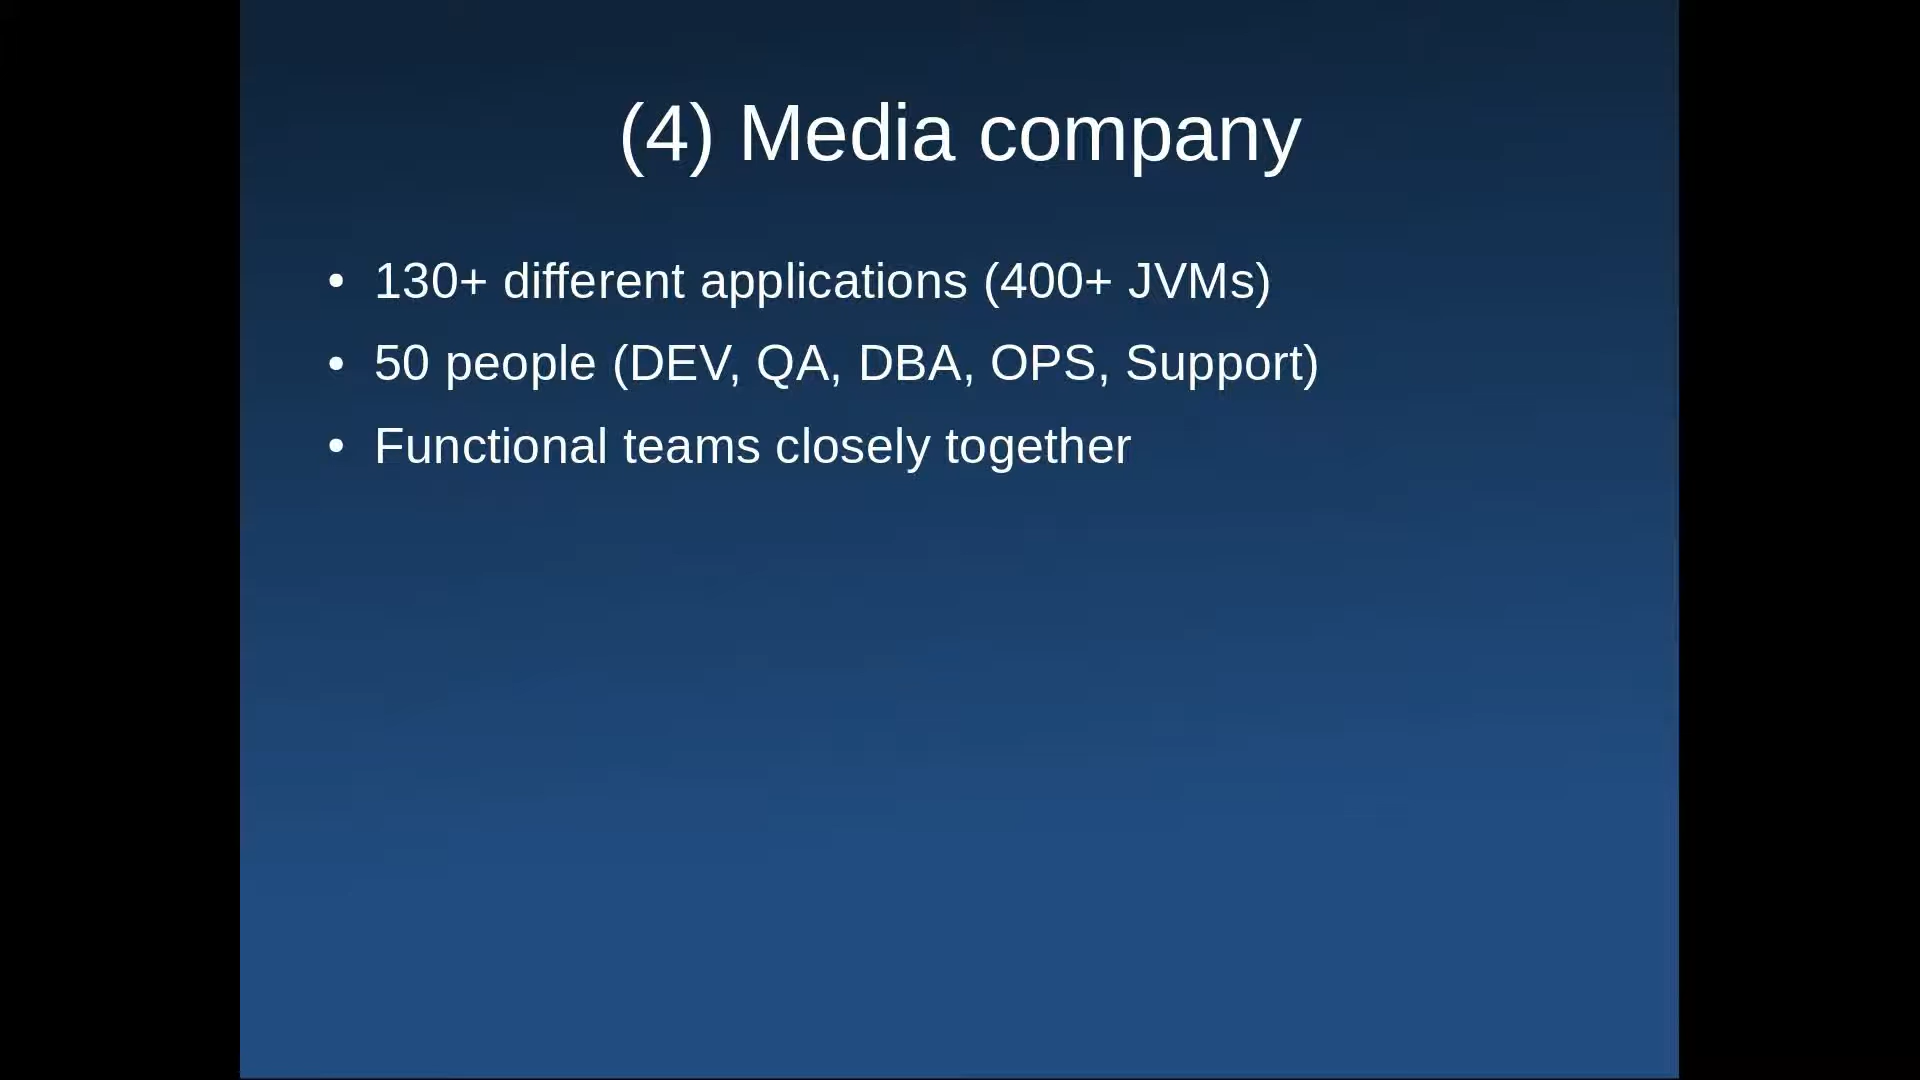 (4) Media company
• 130+ different applications (400+ JVMs)
• 50 people (DEV, QA, DBA, OPS, Support)
• Functional teams closely together